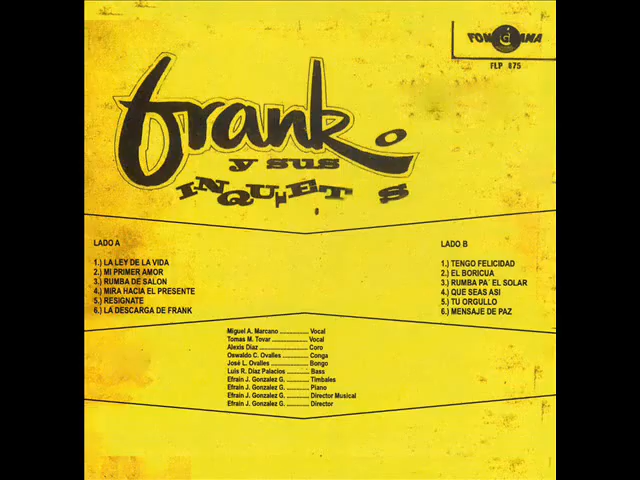 FLP 875
frank
y sus
LADO A
1.) LA LEY DE LA VIDA
2.) MI PRIMER AMOR
3.) RUMBA DE SALON
4.) MIRA HACIA EL PRESENTE
5.) RESIGNATE
6.) LA DESCARGA DE FRANK
LADO B
1.) TENGO FELICIDAD
2.) EL BORICUA
3.) RUMBA PA´ EL SOLAR
4.) QUE SEAS ASI
5.) TU ORGULLO
6.) MENSAJE DE PAZ
Miguel A. Marcano ............... Vocal
Tomas M. Tovar ................... Vocal
Alexis Diaz ........................... Coro
Oswaldo C. Ovalles ............. Conga
José L. Ovalles ................... Bongo
Luis R. Diaz Palacios ........... Bass
Efrain J. Gonzalez G. ............ Timbales
Efrain J. Gonzalez G. ............ Piano
Efrain J. Gonzalez G. ............ Director Musical
Efrain J. Gonzalez G. ............ Director